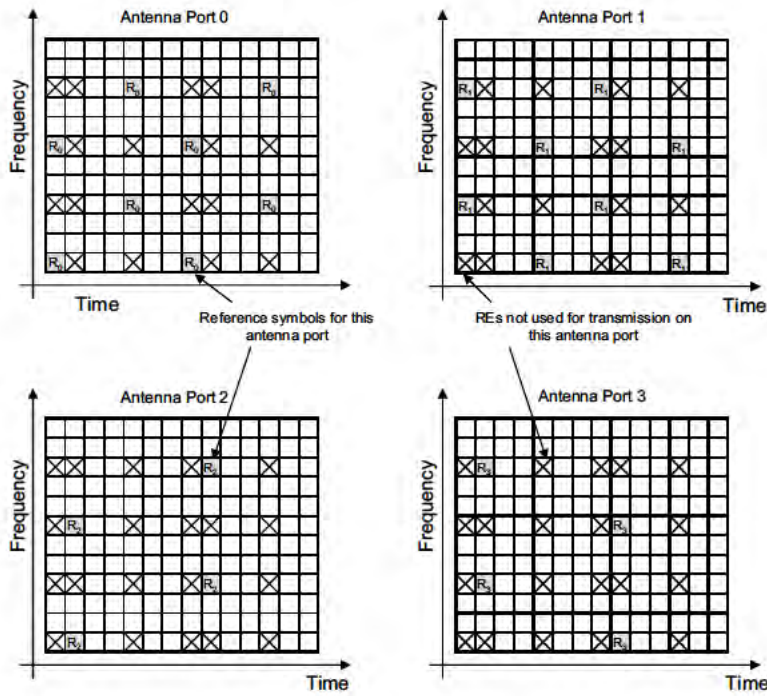 Antenna Port 0
Frequency
R₀ R₀
R₀ R₀
R₀ R₀
R₀ R₀
Time
Antenna Port 1
Frequency
R₁ R₁
R₁ R₁
R₁ R₁
R₁ R₁
Time
Reference symbols for this
antenna port
REs not used for transmission on
this antenna port
Antenna Port 2
Frequency
R₂
R₂
R₂
R₂
Time
Antenna Port 3
Frequency
R₃
R₃
R₃
R₃
Time